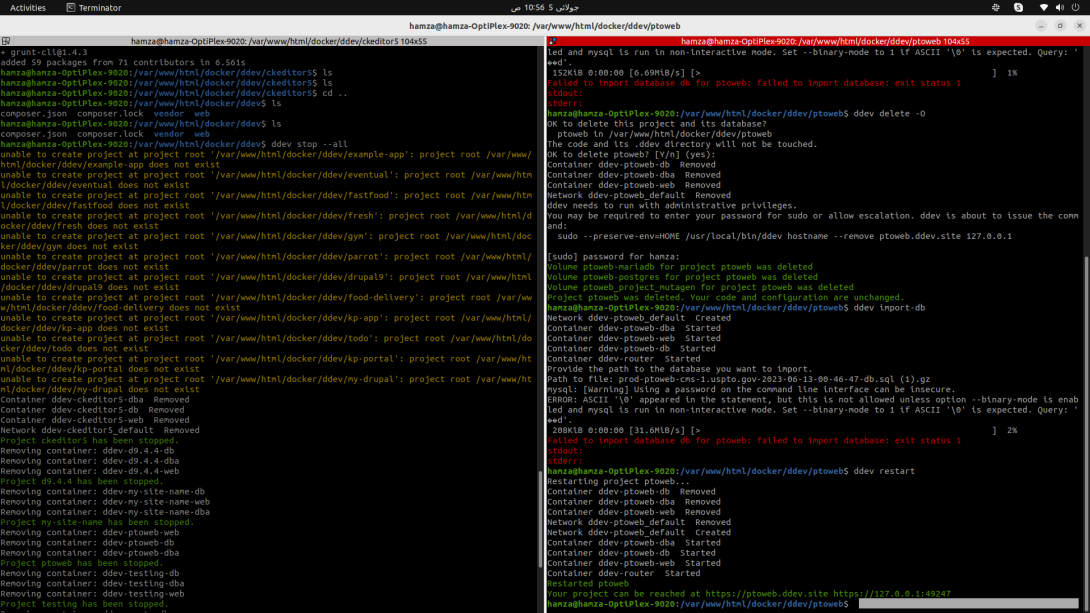 Activities
Terminator
جولائی 5 10:56 ص
hamza@hamza-OptiPlex-9020: /var/www/html/docker/ddev/ptoweb
hamza@hamza-OptiPlex-9020: /var/www/html/docker/ddev/ckeditor5 104x55
+ grunt-cli@1.4.3
added 59 packages from 71 contributors in 6.561s
hamza@hamza-OptiPlex-9020:/var/www/html/docker/ddev/ckeditor5$ ls
hamza@hamza-OptiPlex-9020:/var/www/html/docker/ddev/ckeditor5$ ls
hamza@hamza-OptiPlex-9020:/var/www/html/docker/ddev/ckeditor5$ cd ..
hamza@hamza-OptiPlex-9020:/var/www/html/docker/ddev$ ls
composer.json composer.lock vendor web
hamza@hamza-OptiPlex-9020:/var/www/html/docker/ddev$ ls
composer.json composer.lock vendor web
hamza@hamza-OptiPlex-9020:/var/www/html/docker/ddev$ ddev stop --all
unable to create project at project root '/var/www/html/docker/ddev/example-app': project root /var/www/
html/docker/ddev/example-app does not exist
unable to create project at project root '/var/www/html/docker/ddev/eventual': project root /var/www/htm
l/docker/ddev/eventual does not exist
unable to create project at project root '/var/www/html/docker/ddev/fastfood': project root /var/www/htm
l/docker/ddev/fastfood does not exist
unable to create project at project root '/var/www/html/docker/ddev/fresh': project root /var/www/html/d
ocker/ddev/fresh does not exist
unable to create project at project root '/var/www/html/docker/ddev/gym': project root /var/www/html/doc
ker/ddev/gym does not exist
unable to create project at project root '/var/www/html/docker/ddev/parrot': project root /var/www/html/
docker/ddev/parrot does not exist
unable to create project at project root '/var/www/html/docker/ddev/drupal9': project root /var/www/html
/docker/ddev/drupal9 does not exist
unable to create project at project root '/var/www/html/docker/ddev/food-delivery': project root /var/ww
w/html/docker/ddev/food-delivery does not exist
unable to create project at project root '/var/www/html/docker/ddev/kp-app': project root /var/www/html/
docker/ddev/kp-app does not exist
unable to create project at project root '/var/www/html/docker/ddev/todo': project root /var/www/html/do
cker/ddev/todo does not exist
unable to create project at project root '/var/www/html/docker/ddev/kp-portal': project root /var/www/ht
ml/docker/ddev/kp-portal does not exist
unable to create project at project root '/var/www/html/docker/ddev/my-drupal': project root /var/www/ht
ml/docker/ddev/my-drupal does not exist
Container ddev-ckeditor5-dba Removed
Container ddev-ckeditor5-db Removed
Container ddev-ckeditor5-web Removed
Network ddev-ckeditor5_default Removed
Project ckeditor5 has been stopped.
Removing container: ddev-d9.4.4-db
Removing container: ddev-d9.4.4-dba
Removing container: ddev-d9.4.4-web
Project d9.4.4 has been stopped.
Removing container: ddev-my-site-name-db
Removing container: ddev-my-site-name-web
Removing container: ddev-my-site-name-dba
Project my-site-name has been stopped.
Removing container: ddev-ptoweb-web
Removing container: ddev-ptoweb-db
Removing container: ddev-ptoweb-dba
Project ptoweb has been stopped.
Removing container: ddev-testing-db
Removing container: ddev-testing-dba
Removing container: ddev-testing-web
Project testing has been stopped.
hamza@hamza-OptiPlex-9020: /var/www/html/docker/ddev/ptoweb 104x55
led and mysql is run in non-interactive mode. Set --binary-mode to 1 if ASCII '\0' is expected. Query: '
��d'.
152KiB 0:00:00 [6.69MiB/s] [> ] 1%
Failed to import database db for ptoweb: failed to import database: exit status 1
stdout:
stderr:
hamza@hamza-OptiPlex-9020:/var/www/html/docker/ddev/ptoweb$ ddev delete -O
OK to delete this project and its database?
ptoweb in /var/www/html/docker/ddev/ptoweb
The code and its .ddev directory will not be touched.
OK to delete ptoweb? [Y/n] (yes):
Container ddev-ptoweb-db Removed
Container ddev-ptoweb-dba Removed
Container ddev-ptoweb-web Removed
Network ddev-ptoweb_default Removed
ddev needs to run with administrative privileges.
You may be required to enter your password for sudo or allow escalation. ddev is about to issue the comm
and:
sudo --preserve-env=HOME /usr/local/bin/ddev hostname --remove ptoweb.ddev.site 127.0.0.1
[sudo] password for hamza:
Volume ptoweb-mariadb for project ptoweb was deleted
Volume ptoweb-postgres for project ptoweb was deleted
Volume ptoweb_project_mutagen for project ptoweb was deleted
Project ptoweb was deleted. Your code and configuration are unchanged.
hamza@hamza-OptiPlex-9020:/var/www/html/docker/ddev/ptoweb$ ddev import-db
Network ddev-ptoweb_default Created
Container ddev-ptoweb-dba Started
Container ddev-ptoweb-web Started
Container ddev-ptoweb-db Started
Container ddev-router Started
Provide the path to the database you want to import.
Path to file: prod-ptoweb-cms-1.uspto.gov-2023-06-13-00-46-47-db.sql (1).gz
mysql: [Warning] Using a password on the command line interface can be insecure.
ERROR: ASCII '\0' appeared in the statement, but this is not allowed unless option --binary-mode is enab
led and mysql is run in non-interactive mode. Set --binary-mode to 1 if ASCII '\0' is expected. Query: '
��d'.
208KiB 0:00:00 [31.6MiB/s] [> ] 2%
Failed to import database db for ptoweb: failed to import database: exit status 1
stdout:
stderr:
hamza@hamza-OptiPlex-9020:/var/www/html/docker/ddev/ptoweb$ ddev restart
Restarting project ptoweb...
Container ddev-ptoweb-db Removed
Container ddev-ptoweb-dba Removed
Container ddev-ptoweb-web Removed
Network ddev-ptoweb_default Removed
Network ddev-ptoweb_default Created
Container ddev-ptoweb-dba Started
Container ddev-ptoweb-db Started
Container ddev-ptoweb-web Started
Container ddev-router Started
Restarted ptoweb
Your project can be reached at https://ptoweb.ddev.site https://127.0.0.1:49247
hamza@hamza-OptiPlex-9020:/var/www/html/docker/ddev/ptoweb$